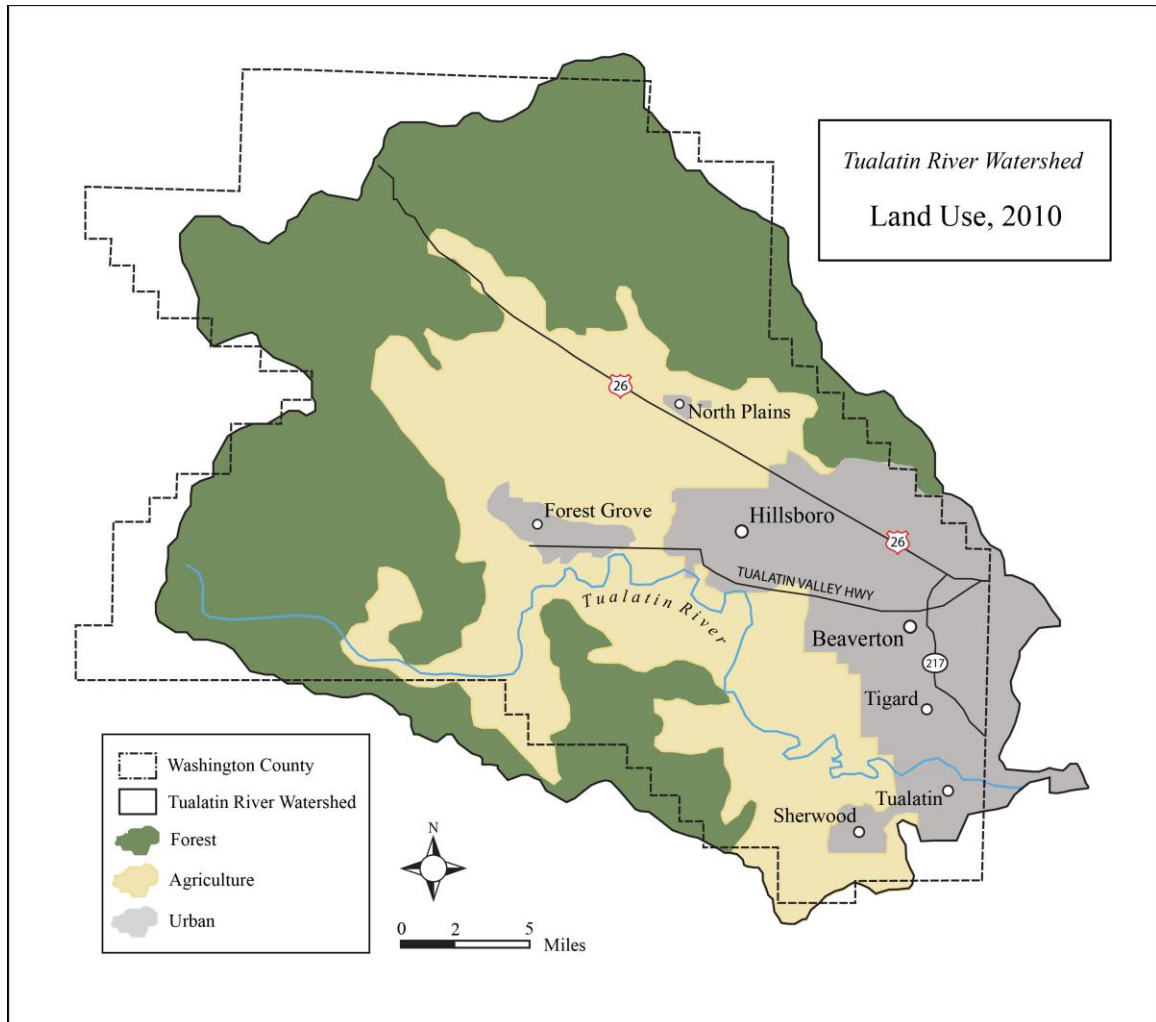 Tualatin River Watershed
Land Use, 2010
26
North Plains
Forest Grove
Hillsboro
26
TUALATIN VALLEY HWY
Tualatin River
Beaverton
217
Tigard
Tualatin
Sherwood
Washington County
Tualatin River Watershed
Forest
Agriculture
Urban
N
0 2 5
Miles